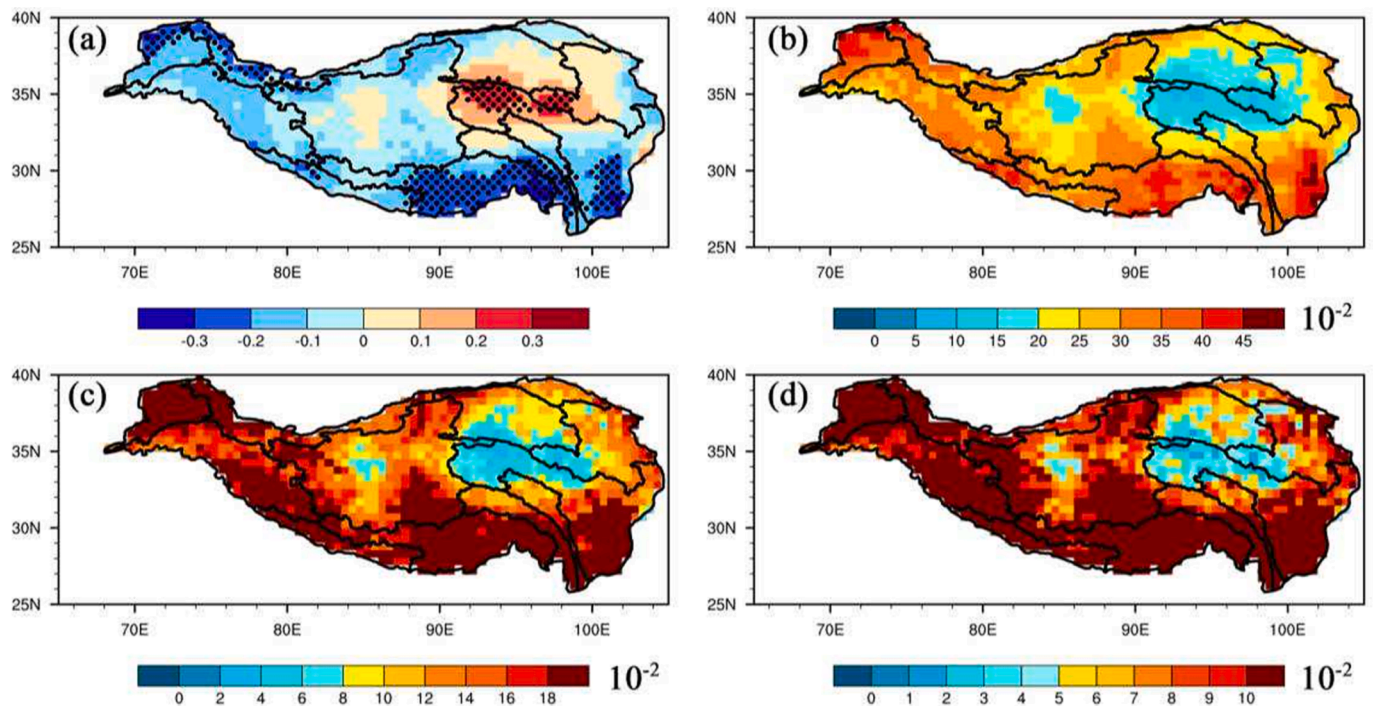 (a)
40N
35N
30N
25N
70E 80E 90E 100E
-0.3 -0.2 -0.1 0 0.1 0.2 0.3
(b)
40N
35N
30N
25N
70E 80E 90E 100E
0 5 10 15 20 25 30 35 40 45 10-2
(c)
40N
35N
30N
25N
70E 80E 90E 100E
0 2 4 6 8 10 12 14 16 18 10-2
(d)
40N
35N
30N
25N
70E 80E 90E 100E
0 1 2 3 4 5 6 7 8 9 10 10-2